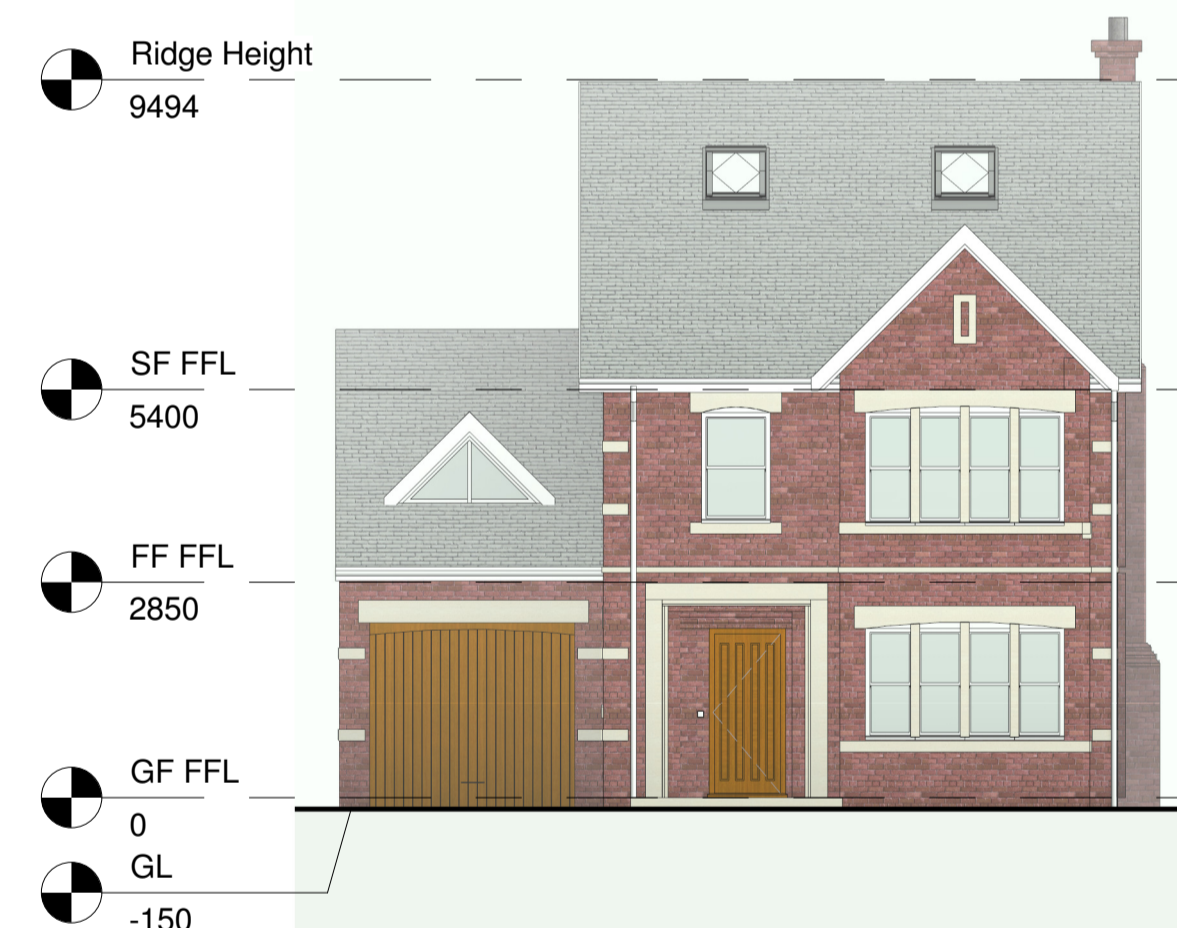 Ridge Height
9494
SF FFL
5400
FF FFL
2850
GF FFL
0
GL
-150